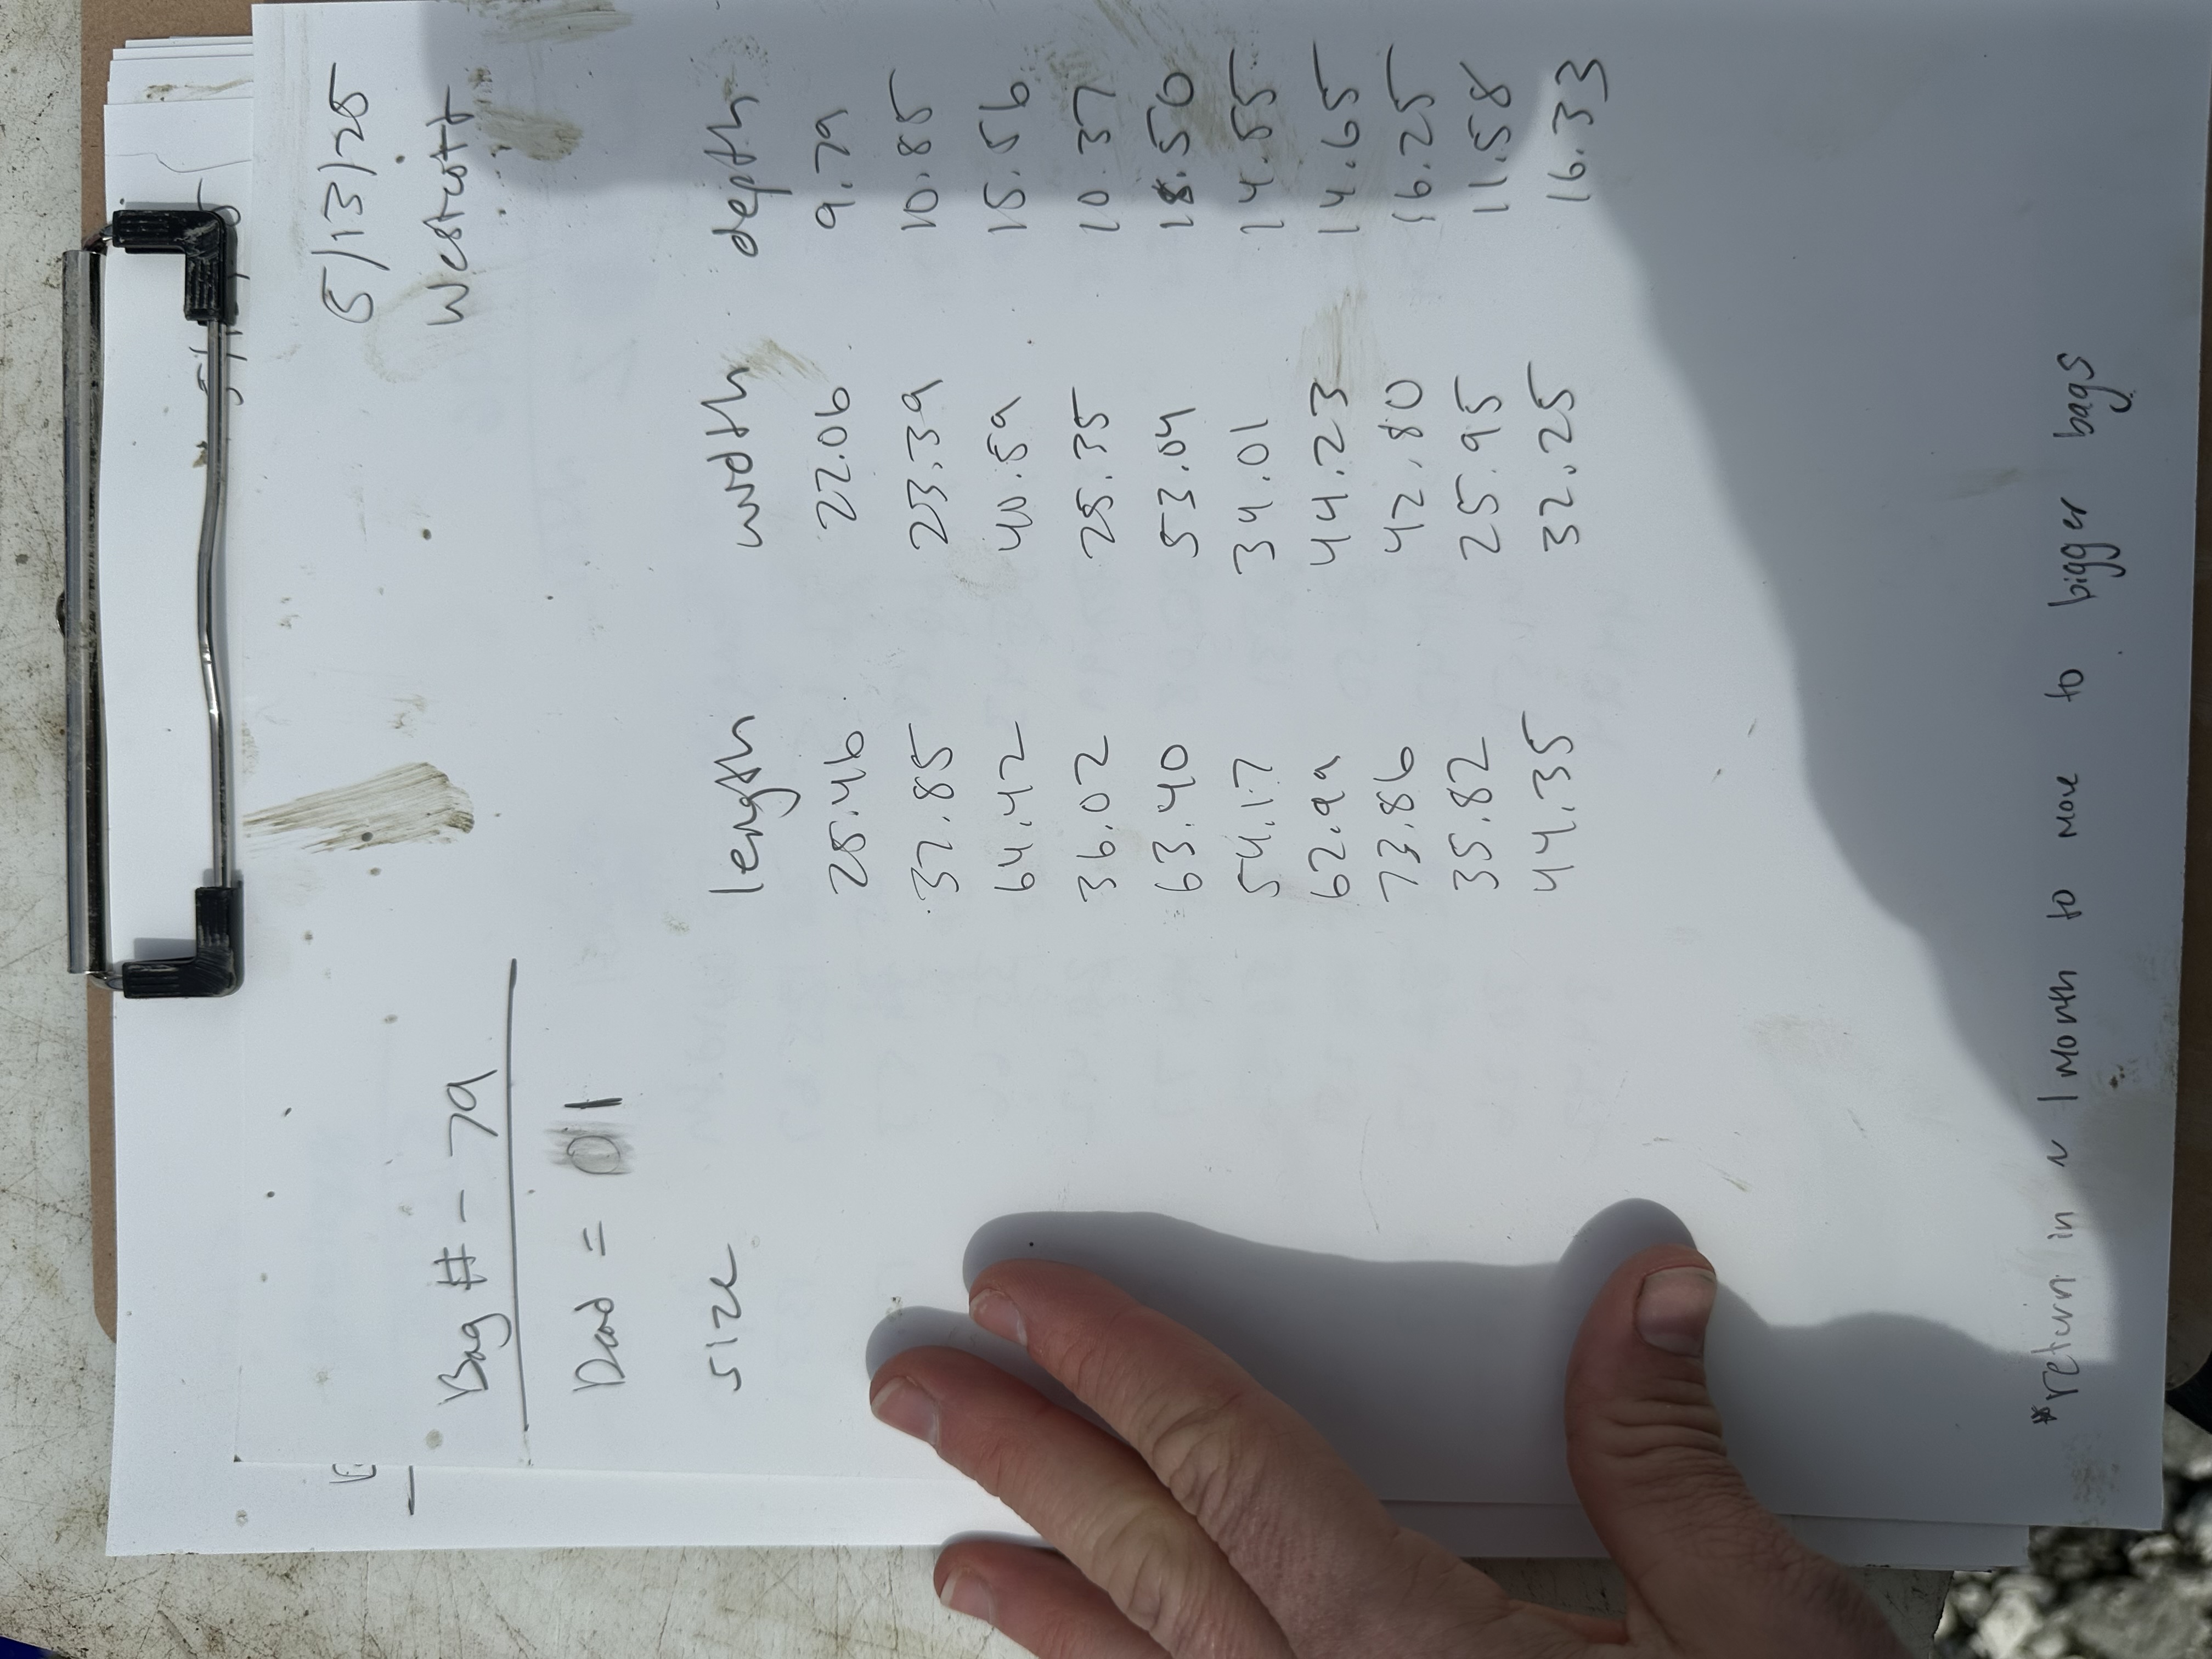 5/13/25
Westcott
Bag # - 79
Dead = 01
size length width depth
25.46 22.06 9.79
37.85 23.39 10.85
64.42 40.59 15.56
36.02 25.35 10.37
63.40 53.04 18.50
54.17 34.01 14.55
62.99 44.23 14.65
73.86 42.80 16.25
35.82 25.95 11.58
44.35 32.25 16.33
*return in ~ 1 month to move to bigger bags